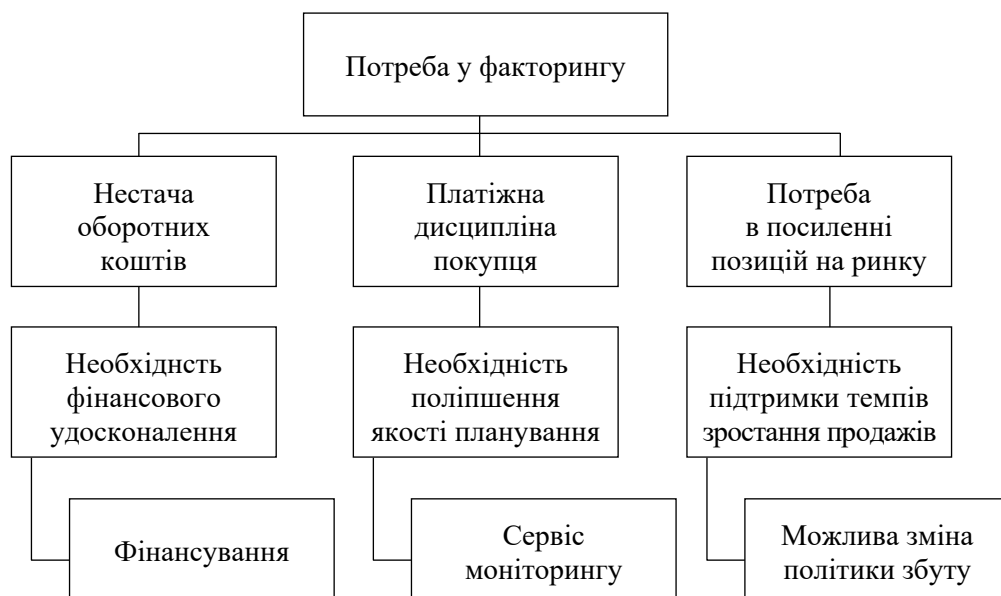 Потреба у факторингу
Нестача
оборотних
коштів
Платіжна
дисципліна
покупця
Потреба
в посиленні
позицій на ринку
Необхіднсть
фінансового
удосконалення
Необхідність
поліпшення
якості планування
Необхідність
підтримки темпів
зростання продажів
Фінансування
Сервіс
моніторингу
Можлива зміна
політики збуту